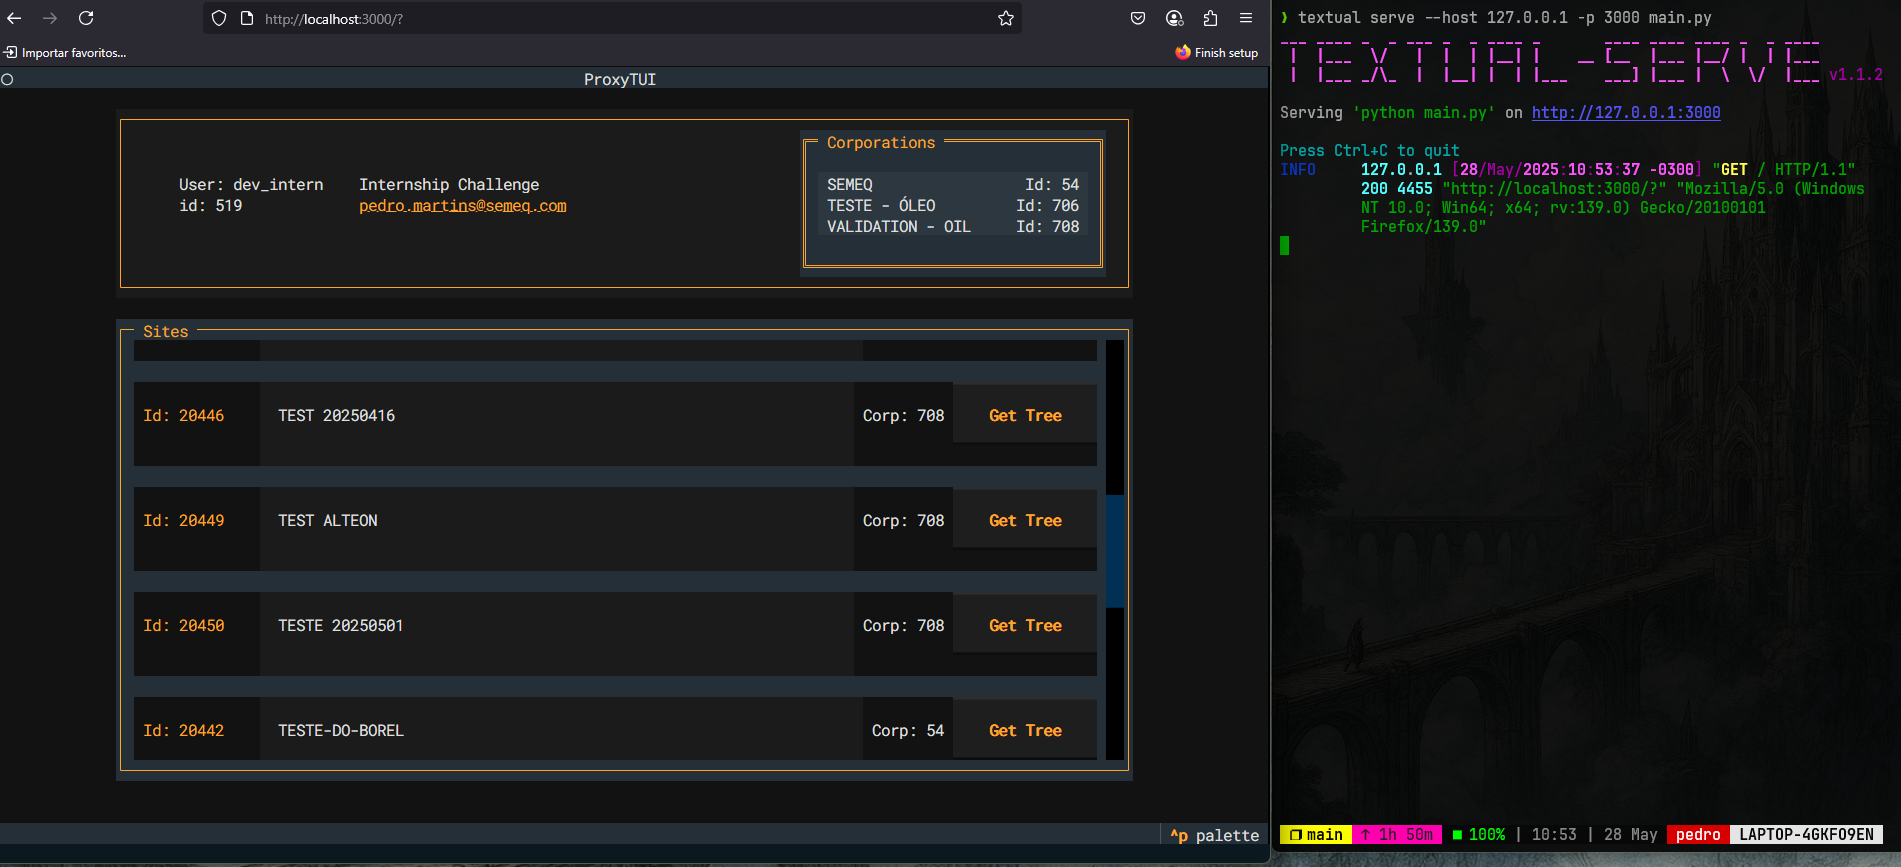 http://localhost:3000/?
Importar favoritos...
Finish setup
ProxyTUI
User: dev_intern
Internship Challenge
id: 519
pedro.martins@semeq.com
Corporations
SEMEQ Id: 54
TESTE - ÓLEO Id: 706
VALIDATION - OIL Id: 708
Sites
Id: 20446 TEST 20250416 Corp: 708 Get Tree
Id: 20449 TEST ALTEON Corp: 708 Get Tree
Id: 20450 TESTE 20250501 Corp: 708 Get Tree
Id: 20442 TESTE-DO-BOREL Corp: 54 Get Tree
^p palette
❯ textual serve --host 127.0.0.1 -p 3000 main.py
TEXTUAL-SERVE v1.1.2
Serving 'python main.py' on http://127.0.0.1:3000
Press Ctrl+C to quit
INFO 127.0.0.1 [28/May/2025:10:53:37 -0300] "GET / HTTP/1.1"
200 4455 "http://localhost:3000/?" "Mozilla/5.0 (Windows
NT 10.0; Win64; x64; rv:139.0) Gecko/20100101
Firefox/139.0"
main ↑ 1h 50m 100% | 10:53 | 28 May pedro LAPTOP-4GKFO9EN